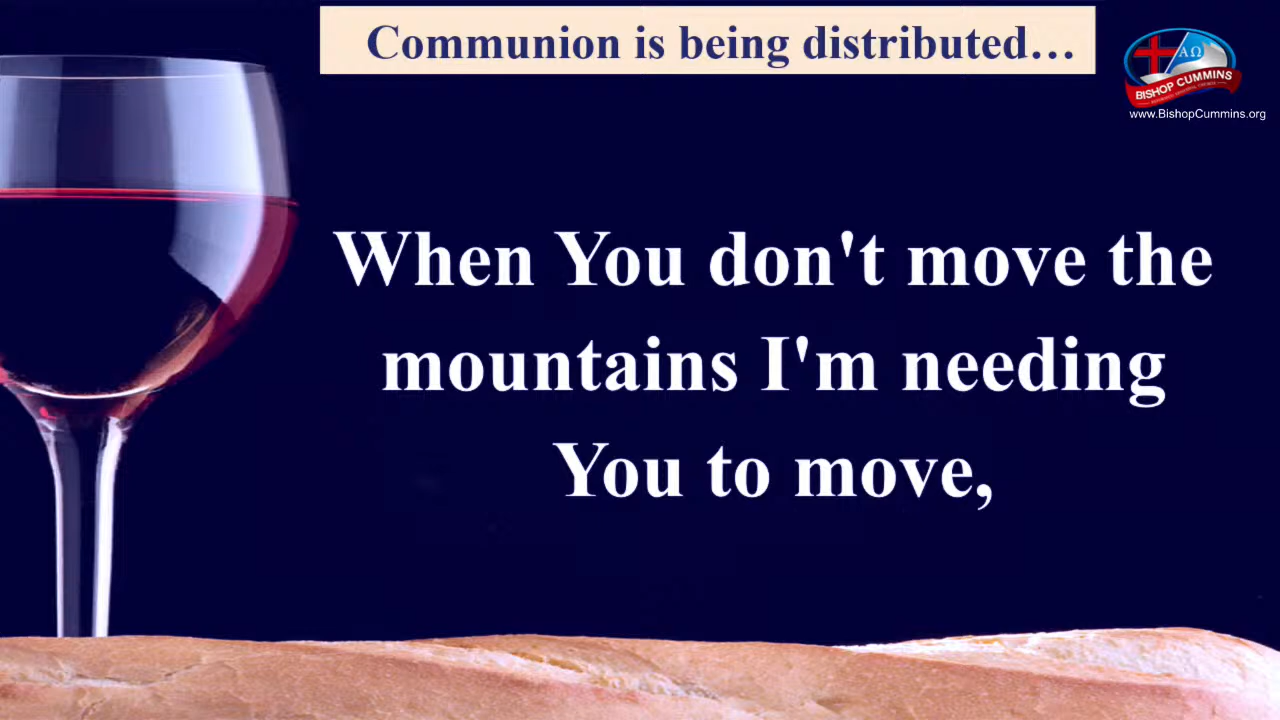 Communion is being distributed…
ΑΩ
BISHOP CUMMINS
www.BishopCummins.org
When You don't move the
mountains I'm needing
You to move,